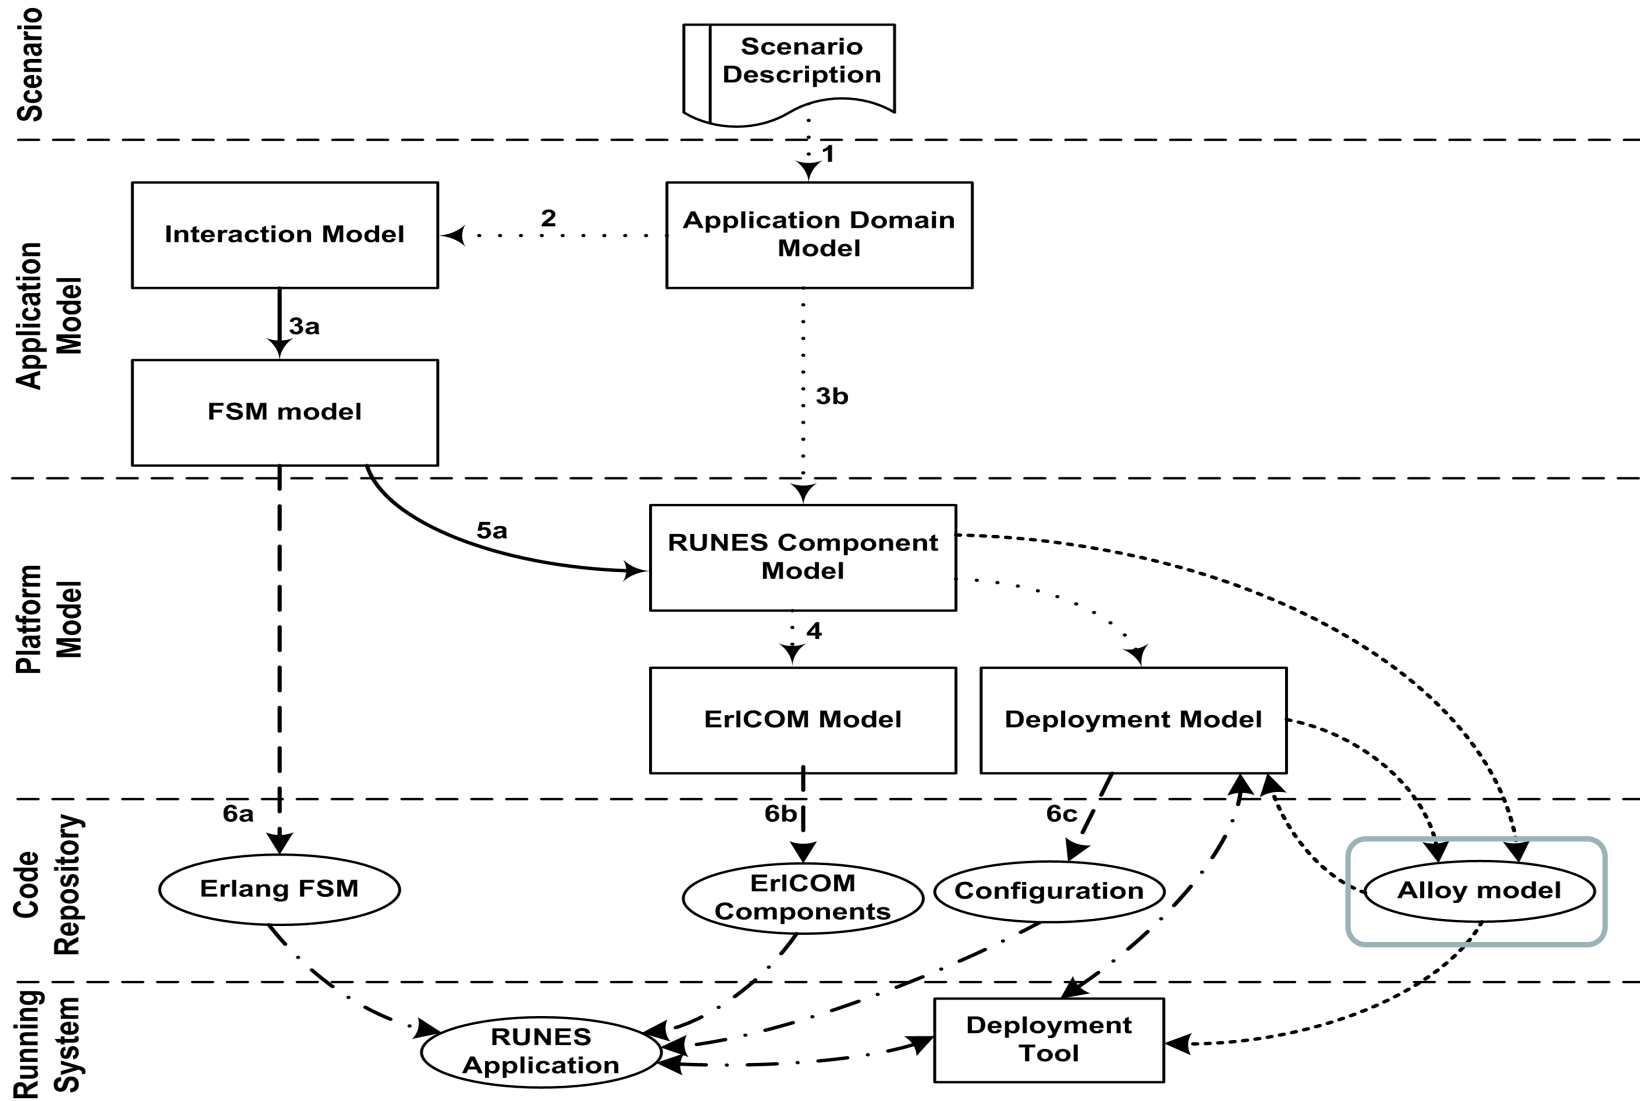 Scenario
Scenario
Description
1
Application
Model
Interaction Model
2
Application Domain
Model
3a
FSM model
3b
Platform
Model
5a
RUNES Component
Model
4
ErlCOM Model
Deployment Model
Code
Repository
6a
6b
6c
Erlang FSM
ErlCOM
Components
Configuration
Alloy model
Running
System
RUNES
Application
Deployment
Tool